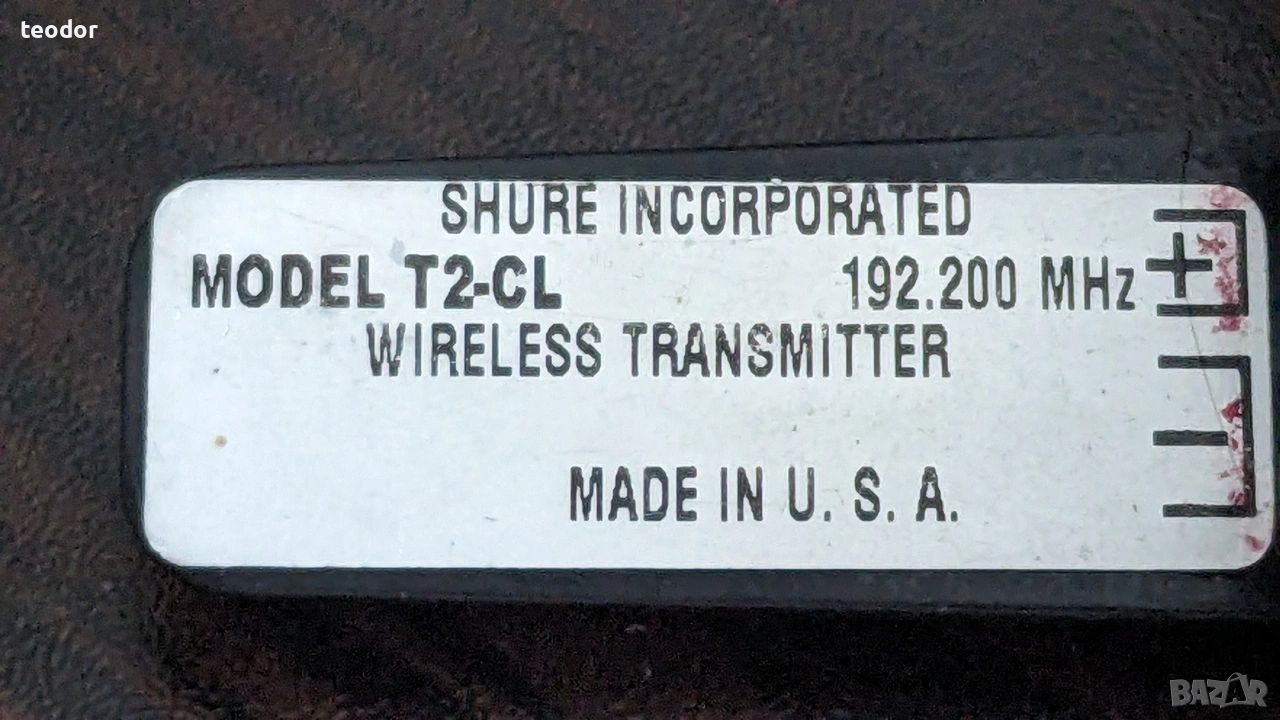 teodor
SHURE INCORPORATED
MODEL T2-CL 192.200 MHz
WIRELESS TRANSMITTER
MADE IN U. S. A.
BAZAR